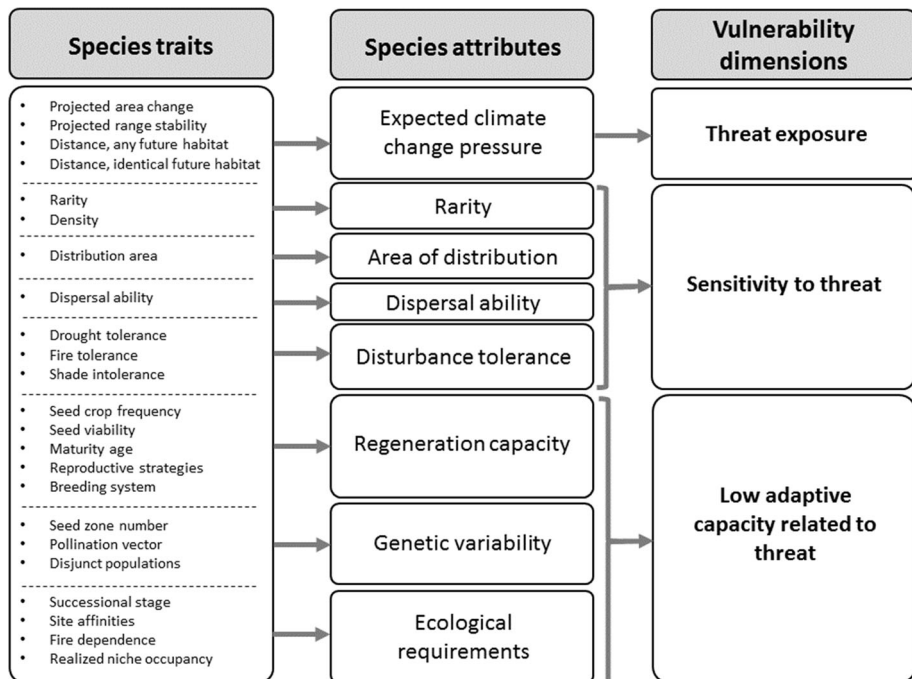 Species traits
Species attributes
Vulnerability
dimensions
• Projected area change
• Projected range stability
• Distance, any future habitat
• Distance, identical future habitat
Expected climate
change pressure
Threat exposure
• Rarity
• Density
Rarity
• Distribution area
Area of distribution
• Dispersal ability
Dispersal ability
• Drought tolerance
• Fire tolerance
• Shade intolerance
Disturbance tolerance
Sensitivity to threat
• Seed crop frequency
• Seed viability
• Maturity age
• Reproductive strategies
• Breeding system
Regeneration capacity
• Seed zone number
• Pollination vector
• Disjunct populations
Genetic variability
• Successional stage
• Site affinities
• Fire dependence
• Realized niche occupancy
Ecological
requirements
Low adaptive
capacity related to
threat